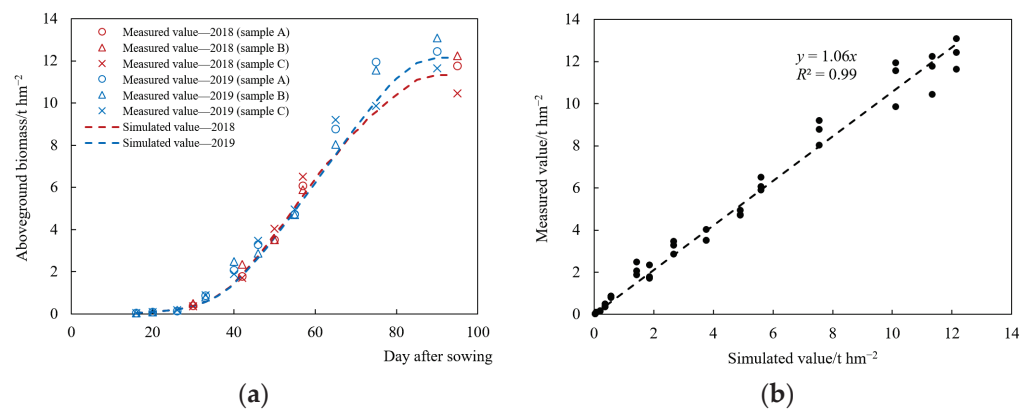 14
12
10
8
6
4
2
0
Aboveground biomass/t hm⁻²
Measured value—2018 (sample A)
Measured value—2018 (sample B)
Measured value—2018 (sample C)
Measured value—2019 (sample A)
Measured value—2019 (sample B)
Measured value—2019 (sample C)
Simulated value—2018
Simulated value—2019
0 20 40 60 80 100
Day after sowing
(a)
14
12
10
8
6
4
2
0
Measured value/t hm⁻²
y = 1.06x
R² = 0.99
0 2 4 6 8 10 12 14
Simulated value/t hm⁻²
(b)